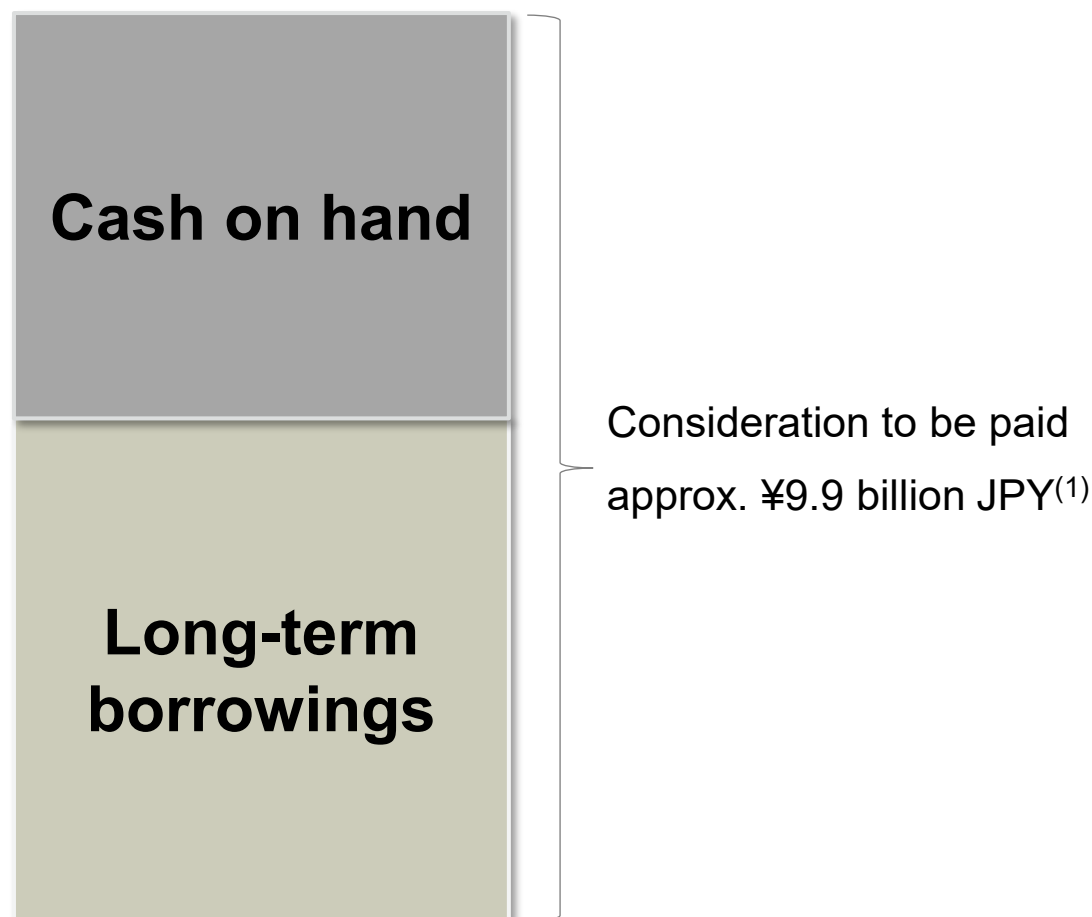 Cash on hand
Long-term
borrowings
Consideration to be paid
approx. ¥9.9 billion JPY(1)